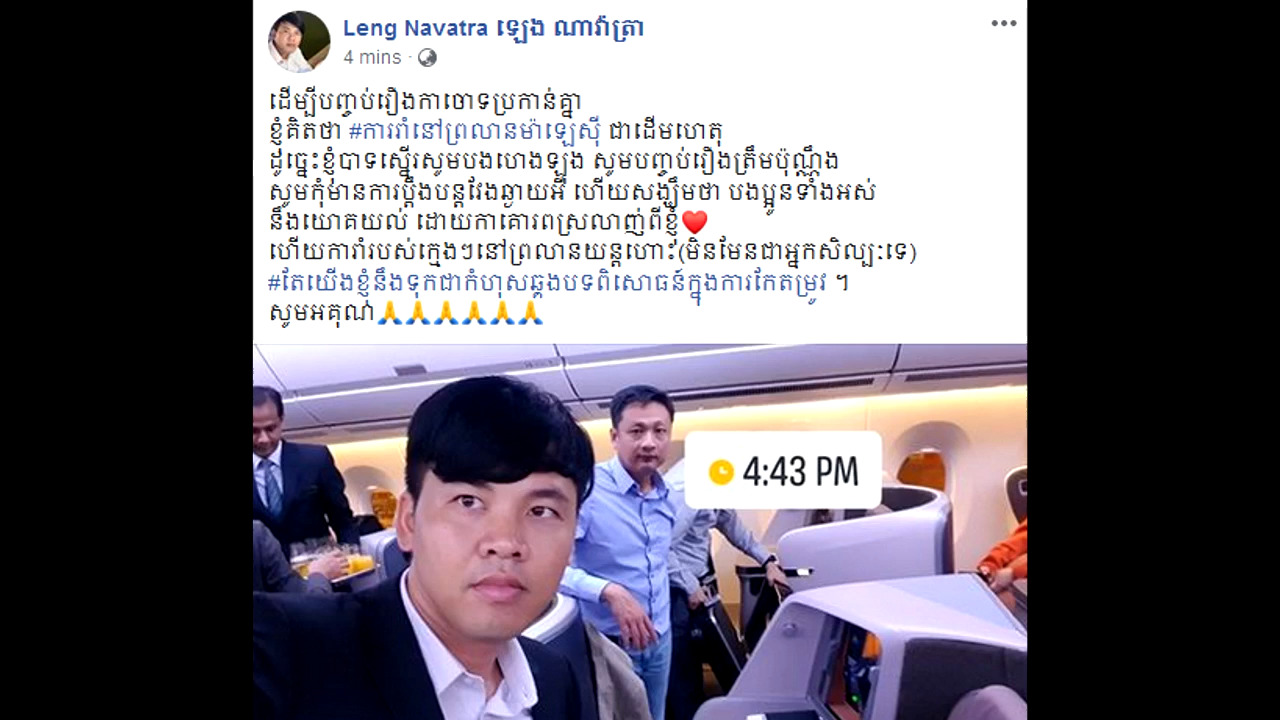 Leng Navatra ឡេង ណាវ៉ាត្រា
4 mins ·
ដើម្បីបញ្ចប់រឿងកាចោទប្រកាន់គ្នា
ខ្ញុំគិតថា #ការរាំនៅព្រលានម៉ាឡេស៊ី ជាដើមហេតុ
ដូច្នេះខ្ញុំបាទស្នើរសូមបងហេងឡុង សូមបញ្ចប់រឿងត្រឹមប៉ុណ្ណឹង
សូមកុំមានការប្តឹងបន្តវែងឆ្ងាយអី ហើយសង្ឃឹមថា បងប្អូនទាំងអស់
នឹងយោគយល់ ដោយកាគោរពស្រលាញ់ពីខ្ញុំ❤️
ហើយការាំរបស់ក្មេងៗនៅព្រលានយន្តហោះ(មិនមែនជាអ្នកសិល្បៈទេ)
#តែយើងខ្ញុំនឹងទុកជាកំហុសឆ្គងបទពិសោធន៍ក្នុងការកែតម្រូវ ។
សូមអគុណ🙏🙏🙏🙏🙏🙏
4:43 PM